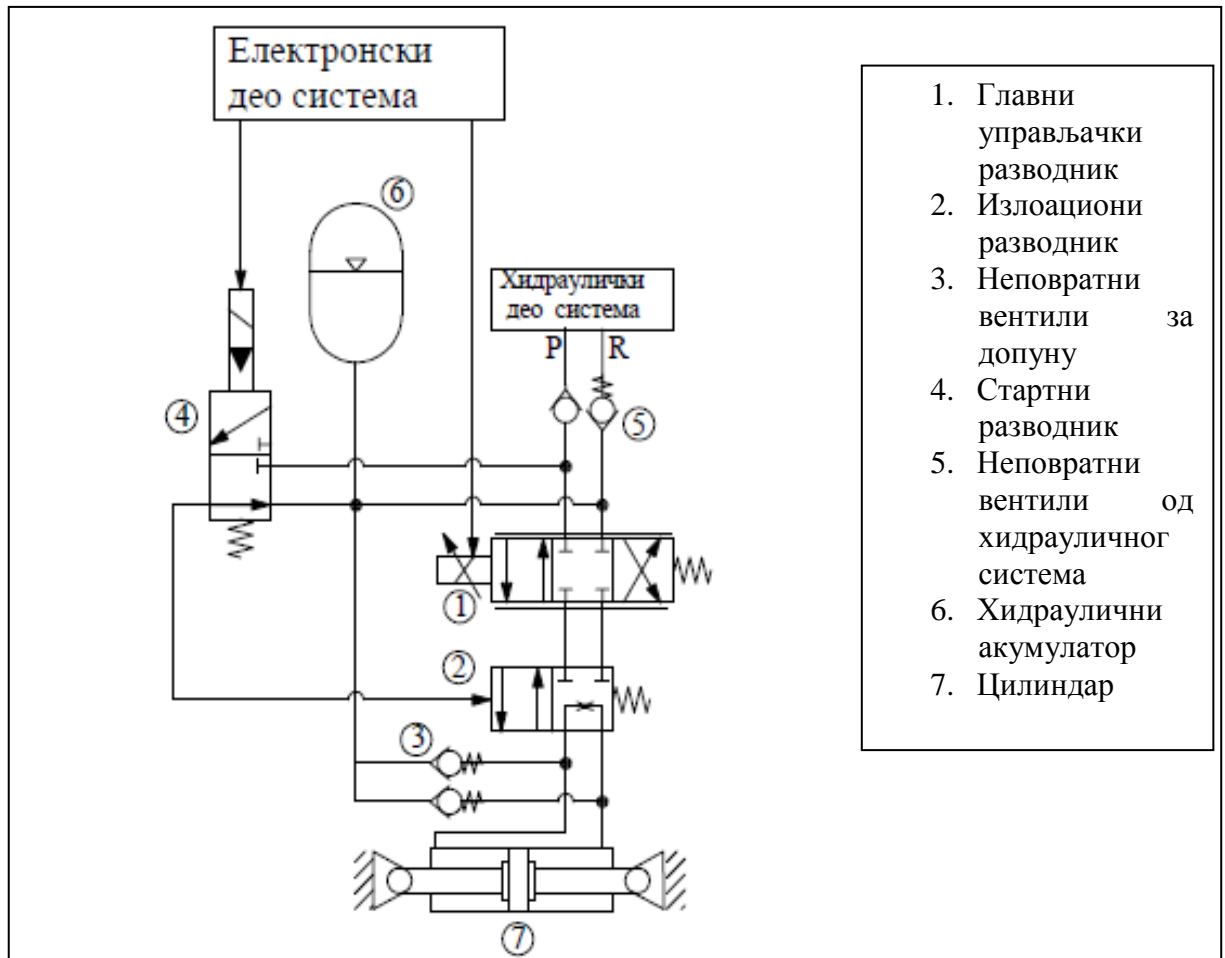 Електронски
део система
⑥
Хидраулички
део система
P R
④
⑤
①
②
③
⑦
1. Главни
управљачки
разводник
2. Излоациони
разводник
3. Неповратни
вентили за
допуну
4. Стартни
разводник
5. Неповратни
вентили од
хидрауличног
система
6. Хидраулични
акумулатор
7. Цилиндар